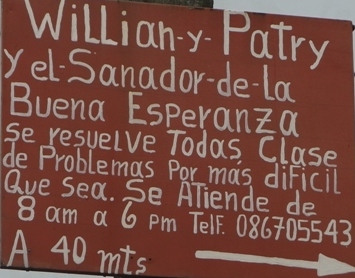 Willian-y-Patry
y el-Sanador-de-la
Buena Esperanza
se resuelve Todas Clase
de Problemas Por más dificil
Que sea.. Se Atiende de
8 am a 6 pm Telf. 086705543
A 40 mts